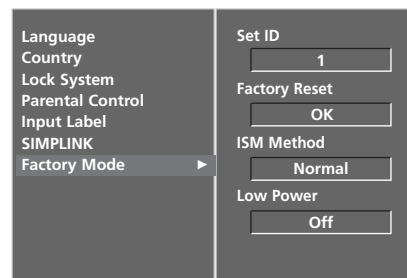 Language
Country
Lock System
Parental Control
Input Label
SIMPLINK
Factory Mode ►
Set ID
1
Factory Reset
OK
ISM Method
Normal
Low Power
Off